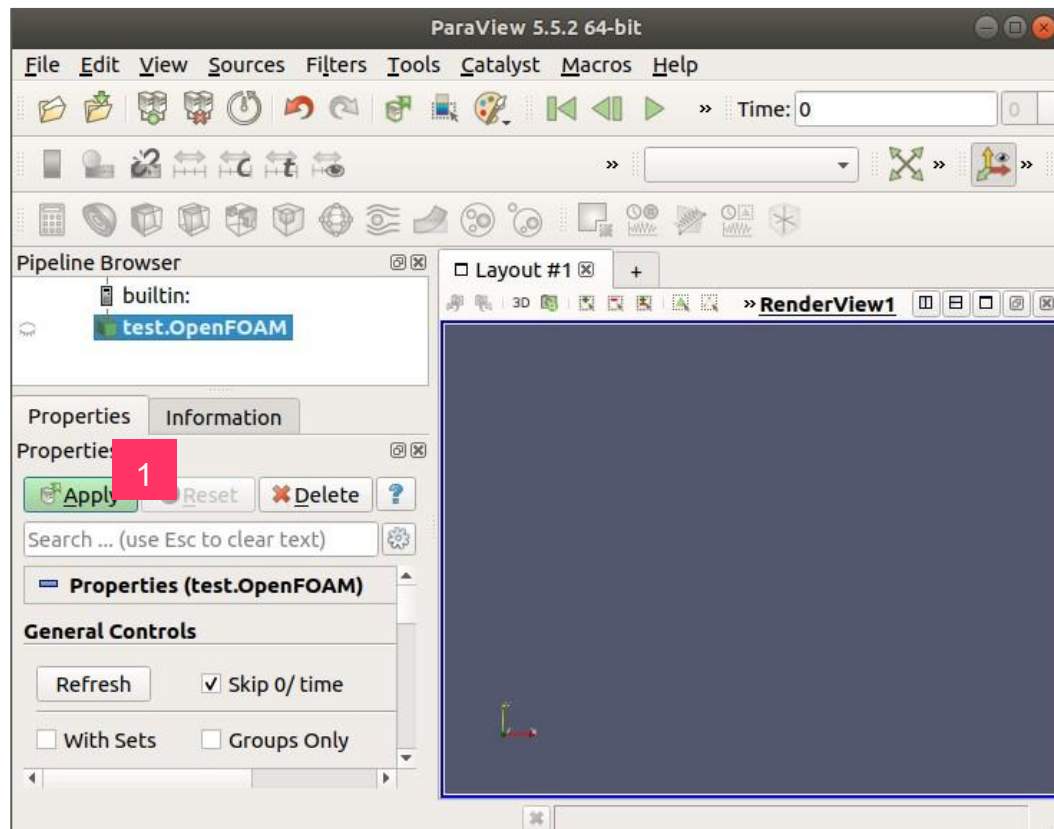 ParaView 5.5.2 64-bit
File Edit View Sources Filters Tools Catalyst Macros Help
» Time: 0 0
» »  »
Pipeline Browser
builtin:
test.OpenFOAM
Layout #1 +
3D » RenderView1
Properties Information
Properties
1
Apply Reset Delete ?
Search ... (use Esc to clear text)
Properties (test.OpenFOAM)
General Controls
Refresh Skip 0/ time
With Sets Groups Only